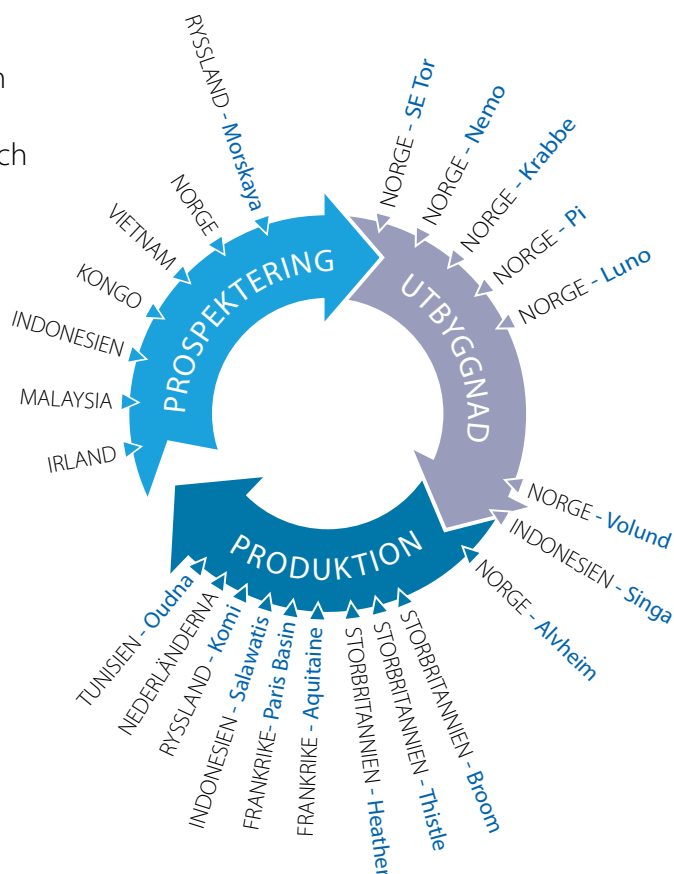 n
ch
PROSPEKTERING
IRLAND
MALAYSIA
INDONESIEN
KONGO
VIETNAM
NORGE
RYSSLAND - Morskaya
UTBYGGNAD
NORGE - SE Tor
NORGE - Nemo
NORGE - Krabbe
NORGE - Pi
NORGE - Luno
NORGE - Volund
INDONESIEN - Singa
PRODUKTION
NORGE - Alvheim
STORBRITANNIEN - Broom
STORBRITANNIEN - Thistle
STORBRITANNIEN - Heather
FRANKRIKE - Aquitaine
FRANKRIKE- Paris Basin
INDONESIEN - Salawatis
RYSSLAND - Komi
NEDERLÄNDERNA
TUNISIEN - Oudna